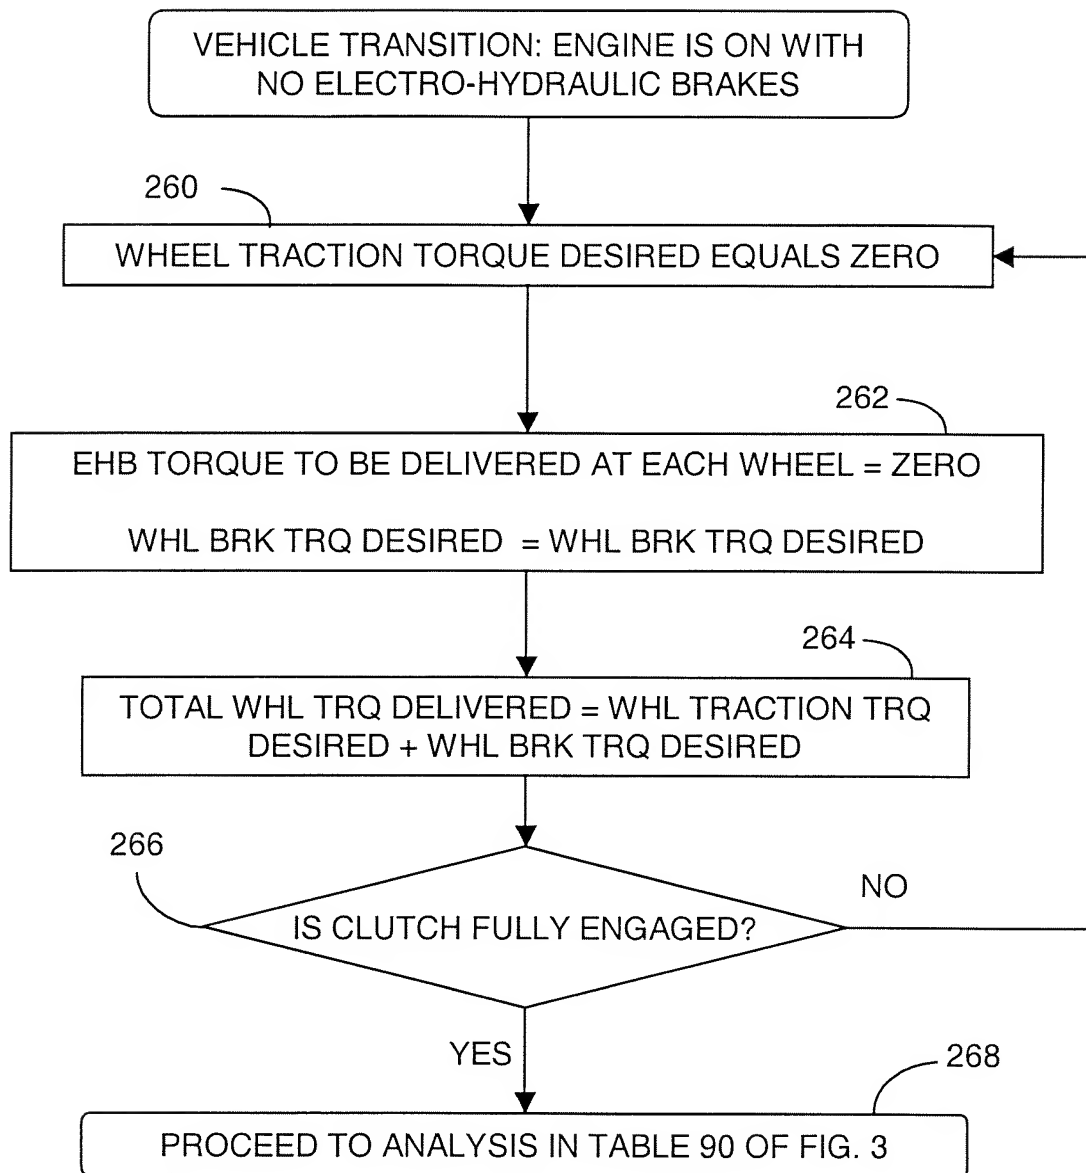 VEHICLE TRANSITION: ENGINE IS ON WITH
NO ELECTRO-HYDRAULIC BRAKES
260
WHEEL TRACTION TORQUE DESIRED EQUALS ZERO
262
EHB TORQUE TO BE DELIVERED AT EACH WHEEL = ZERO
WHL BRK TRQ DESIRED = WHL BRK TRQ DESIRED
264
TOTAL WHL TRQ DELIVERED = WHL TRACTION TRQ
DESIRED + WHL BRK TRQ DESIRED
266
NO
IS CLUTCH FULLY ENGAGED?
YES
268
PROCEED TO ANALYSIS IN TABLE 90 OF FIG. 3